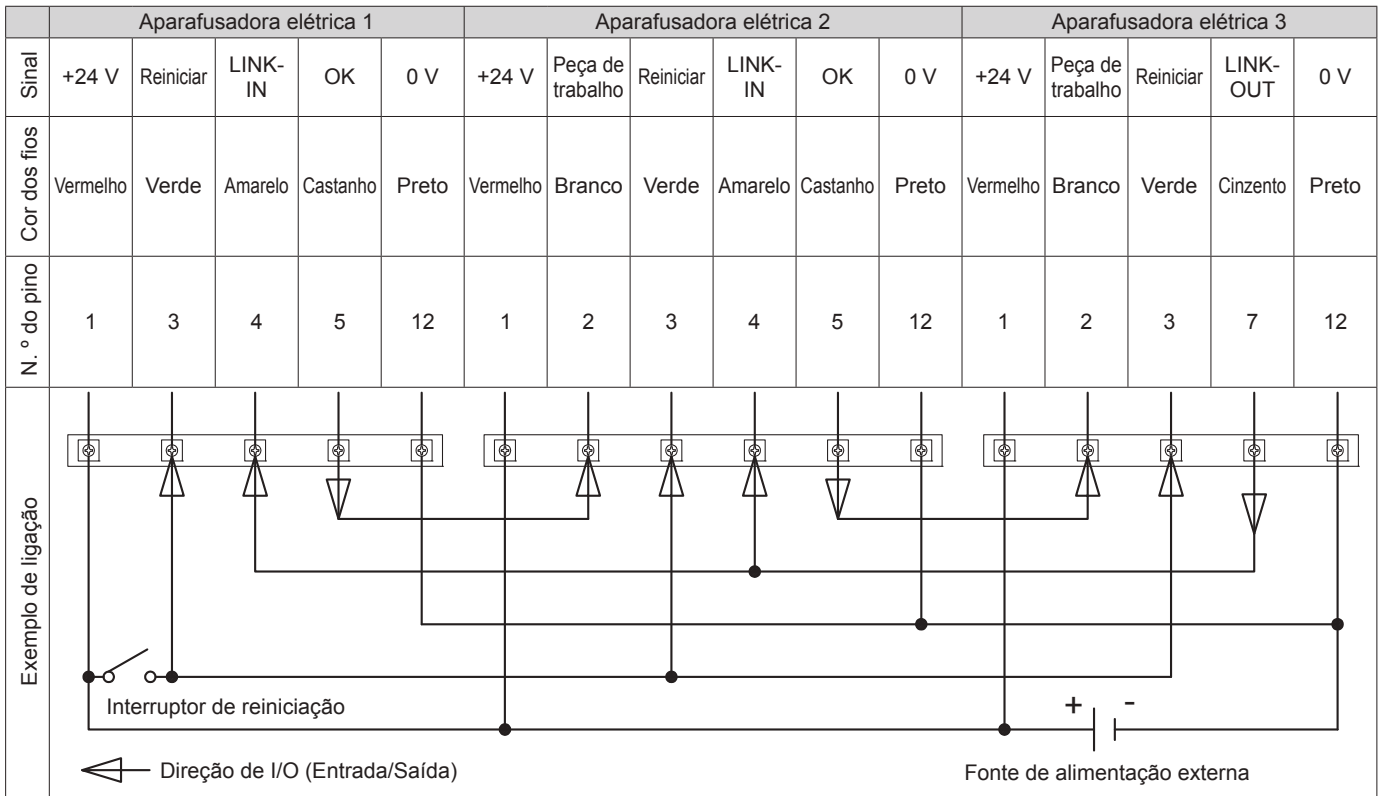 Aparafusadora elétrica 1 Aparafusadora elétrica 2 Aparafusadora elétrica 3
Sinal +24 V Reiniciar LINK-IN OK 0 V +24 V Peça de trabalho Reiniciar LINK-IN OK 0 V +24 V Peça de trabalho Reiniciar LINK-OUT 0 V
Cor dos fios Vermelho Verde Amarelo Castanho Preto Vermelho Branco Verde Amarelo Castanho Preto Vermelho Branco Verde Cinzento Preto
N. º do pino 1 3 4 5 12 1 2 3 4 5 12 1 2 3 7 12
Exemplo de ligação
Interruptor de reiniciação
+ -
Direção de I/O (Entrada/Saída)
Fonte de alimentação externa